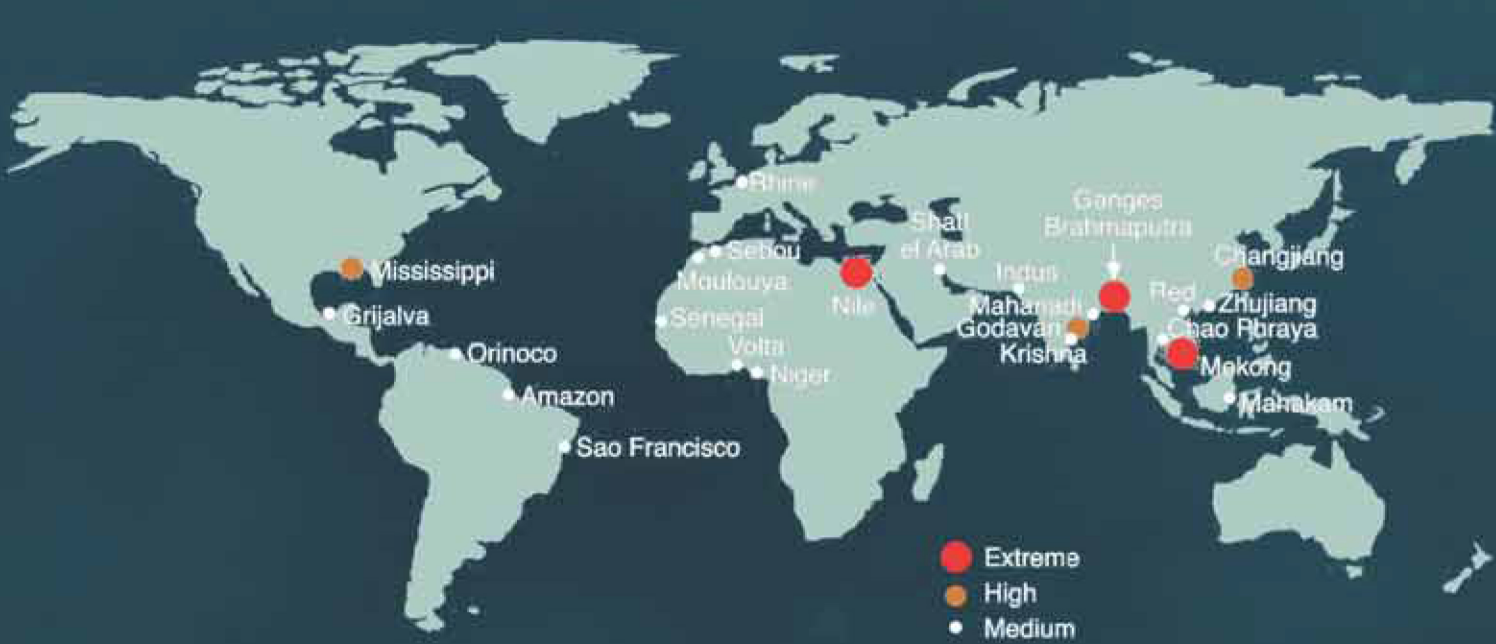 Rhine
Ganges
Brahmaputra
Shatt
el Arab
Sebou
Moulouya
Changjiang
Mississippi
Indus
Nile
Red
Zhujiang
Mahanadi
Grijalva
Senegal
Godavari
Chao Phraya
Volta
Krishna
Orinoco
Mekong
Niger
Amazon
Mahakam
Sao Francisco
Extreme
High
Medium